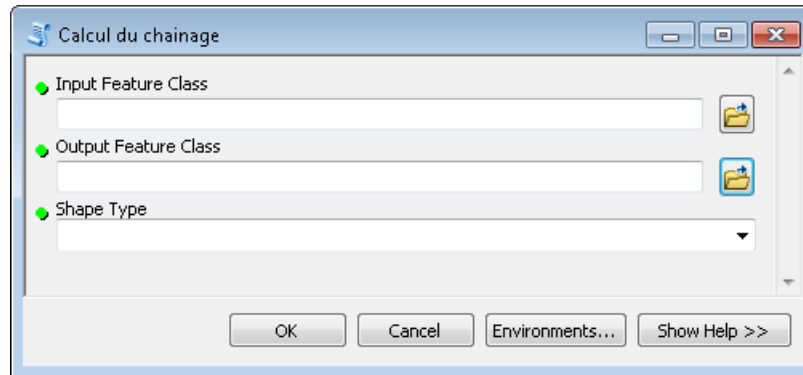 Calcul du chainage
Input Feature Class
Output Feature Class
Shape Type
OK Cancel Environments... Show Help >>